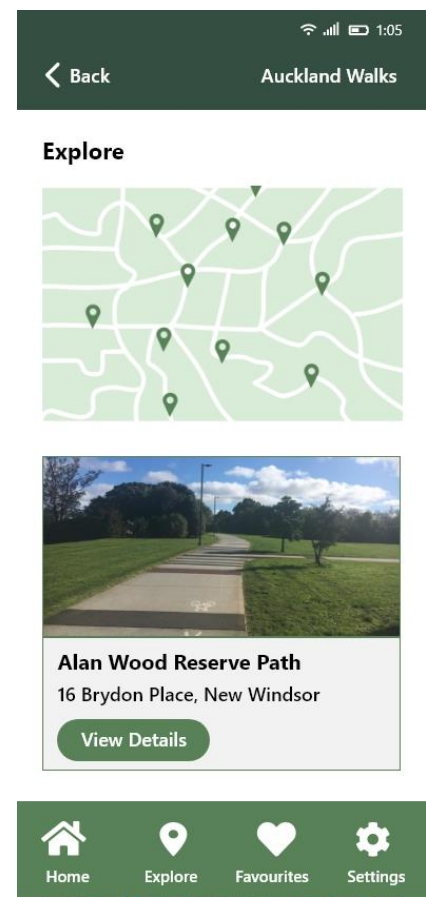 1:05
Back
Auckland Walks
Explore
Alan Wood Reserve Path
16 Brydon Place, New Windsor
View Details
Home
Explore
Favourites
Settings